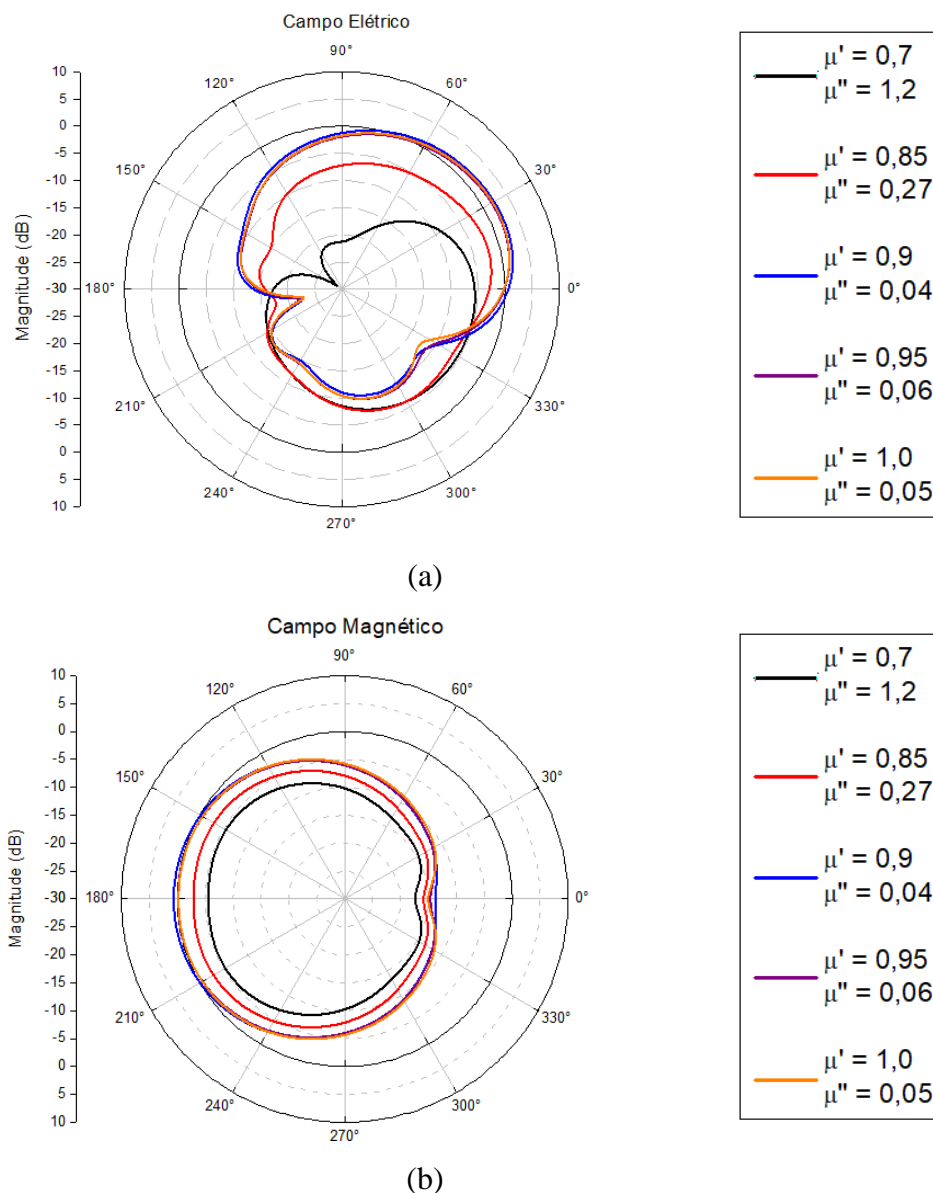 Campo Elétrico
90°
120°
60°
150°
30°
180°
0°
210°
330°
240°
300°
270°
Magnitude (dB)
10
5
0
-5
-10
-15
-20
-25
-30
-25
-20
-15
-10
-5
0
5
10
μ' = 0,7
μ" = 1,2
μ' = 0,85
μ" = 0,27
μ' = 0,9
μ" = 0,04
μ' = 0,95
μ" = 0,06
μ' = 1,0
μ" = 0,05
(a)
Campo Magnético
90°
120°
60°
150°
30°
180°
0°
210°
330°
240°
300°
270°
Magnitude (dB)
10
5
0
-5
-10
-15
-20
-25
-30
-25
-20
-15
-10
-5
0
5
10
μ' = 0,7
μ" = 1,2
μ' = 0,85
μ" = 0,27
μ' = 0,9
μ" = 0,04
μ' = 0,95
μ" = 0,06
μ' = 1,0
μ" = 0,05
(b)